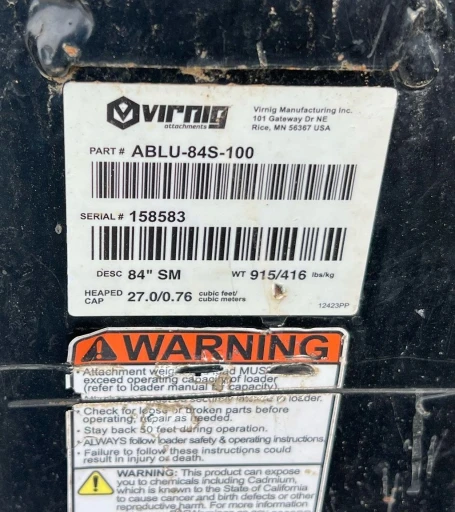 VIRNIG
attachments
Virnig Manufacturing Inc.
101 Gateway Dr NE
Rice, MN 56367 USA
PART # ABLU-84S-100
SERIAL # 158583
DESC 84" SM WT 915/416 lbs/kg
HEAPED CAP 27.0/0.76 cubic feet/ cubic meters
12423PP
WARNING
• Attachment MUST
exceed operating capacity of loader
(refer to loader manual capacity).
to loader.
• Check for loose or broken parts before
operating, repair as needed.
• Stay back 50 feet during operation.
• ALWAYS follow loader safety & operating instructions.
• Failure to follow these instructions could
result in injury or death.
WARNING: This product can expose
you to chemicals including Cadmium,
which is known to the State of California
to cause cancer and birth defects or other
reproductive harm.